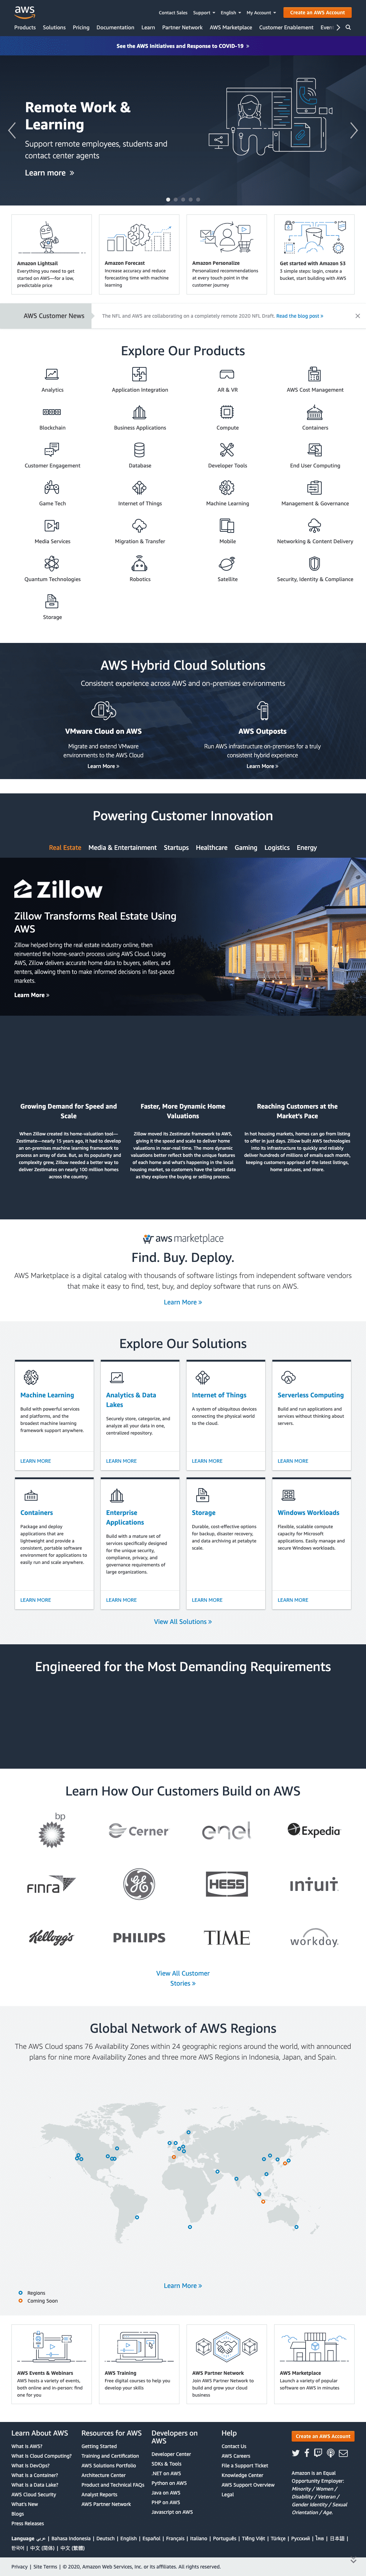 aws
Contact Sales Support English My Account Create an AWS Account
Products Solutions Pricing Documentation Learn Partner Network AWS Marketplace Customer Enablement
See the AWS Initiatives and Response to COVID-19 >
Remote Work &
Learning
Support remote employees, students and
contact center agents
Learn more »
Amazon Lightsail
Everything you need to get
started on AWS—for a low,
predictable price
Amazon Forecast
Increase accuracy and reduce
forecasting time with machine
learning
Amazon Personalize
Personalized recommendations
at every touch point in the
customer journey
Get started with Amazon S3
3 simple steps: login, create a
bucket, start building with AWS
AWS Customer News
The NFL and AWS are collaborating on a completely remote 2020 NFL Draft. Read the blog post »
Explore Our Products
Analytics Application Integration AR & VR AWS Cost Management
Blockchain Business Applications Compute Containers
Customer Engagement Database Developer Tools End User Computing
Game Tech Internet of Things Machine Learning Management & Governance
Media Services Migration & Transfer Mobile Networking & Content Delivery
Quantum Technologies Robotics Satellite Security, Identity & Compliance
Storage
AWS Hybrid Cloud Solutions
Consistent experience across AWS and on-premises environments
VMware Cloud on AWS
Migrate and extend VMware
environments to the AWS Cloud
Learn More »
AWS Outposts
Run AWS infrastructure on-premises for a truly
consistent hybrid experience
Learn More »
Powering Customer Innovation
Real Estate Media & Entertainment Startups Healthcare Gaming Logistics Energy
Zillow
Zillow Transforms Real Estate Using
AWS
Zillow helped bring the real estate industry online, then
reinvented the home-search process using AWS Cloud. Using
AWS, Zillow delivers accurate home data to buyers, sellers, and
renters, allowing them to make informed decisions in fast-paced
markets.
Learn More »
Growing Demand for Speed and
Scale
When Zillow created its home-valuation tool—
Zestimate—nearly 15 years ago, it had to develop
an on-premises machine learning framework to
process an array of data. But, as its popularity and
complexity grew, Zillow needed a better way to
deliver Zestimates on nearly 100 million homes
across the country.
Faster, More Dynamic Home
Valuations
Zillow moved its Zestimate framework to AWS,
giving it the speed and scale to deliver home
valuations in near-real time. The more dynamic
valuations better reflect both the unique features
of each home and what's happening in the local
housing market, so customers have the latest data
as they explore the buying or selling process.
Reaching Customers at the
Market's Pace
In hot housing markets, homes can go from listing
to offer in just days. Zillow built AWS technologies
into its infrastructure to quickly and reliably
deliver hundreds of millions of emails each month,
keeping customers apprised of the latest listings,
home statuses, and more.
aws marketplace
Find. Buy. Deploy.
AWS Marketplace is a digital catalog with thousands of software listings from independent software vendors
that make it easy to find, test, buy, and deploy software that runs on AWS.
Learn More »
Explore Our Solutions
Machine Learning
Build with powerful services
and platforms, and the
broadest machine learning
framework support anywhere.
LEARN MORE
Analytics & Data
Lakes
Securely store, categorize, and
analyze all your data in one,
centralized repository.
LEARN MORE
Internet of Things
A system of ubiquitous devices
connecting the physical world
to the cloud.
LEARN MORE
Serverless Computing
Build and run applications and
services without thinking about
servers.
LEARN MORE
Containers
Package and deploy
applications that are
lightweight and provide a
consistent, portable software
environment for applications to
easily run and scale anywhere.
LEARN MORE
Enterprise
Applications
Build with a mature set of
services specifically designed
for the unique security,
compliance, privacy, and
governance requirements of
large organizations.
LEARN MORE
Storage
Durable, cost-effective options
for backup, disaster recovery,
and data archiving at petabyte
scale.
LEARN MORE
Windows Workloads
Flexible, scalable compute
capacity for Microsoft
applications. Easily manage and
secure Windows workloads.
LEARN MORE
View All Solutions »
Engineered for the Most Demanding Requirements
Learn How Our Customers Build on AWS
bp Cerner enel Expedia
FINRA GE HESS INTUIT
Kellogg's PHILIPS TIME workday.
View All Customer
Stories »
Global Network of AWS Regions
The AWS Cloud spans 76 Availability Zones within 24 geographic regions around the world, with announced
plans for nine more Availability Zones and three more AWS Regions in Indonesia, Japan, and Spain.
Learn More »
Regions
Coming Soon
AWS Events & Webinars
AWS hosts a variety of events,
both online and in-person: find
one for you
AWS Training
Free digital courses to help you
develop your skills
AWS Partner Network
Join AWS Partner Network to
build and grow your cloud
business
AWS Marketplace
Launch a variety of popular
software on AWS in minutes
Learn About AWS
What Is AWS?
What Is Cloud Computing?
What Is DevOps?
What Is a Container?
What Is a Data Lake?
AWS Cloud Security
What's New
Blogs
Press Releases
Resources for AWS
Getting Started
Training and Certification
AWS Solutions Portfolio
Architecture Center
Product and Technical FAQs
Analyst Reports
AWS Partner Network
Developers on
AWS
Developer Center
SDKs & Tools
.NET on AWS
Python on AWS
Java on AWS
PHP on AWS
Javascript on AWS
Help
Contact Us
AWS Careers
File a Support Ticket
Knowledge Center
AWS Support Overview
Legal
Create an AWS Account
Amazon is an Equal
Opportunity Employer:
Minority / Women /
Disability / Veteran /
Gender Identity / Sexual
Orientation / Age.
Language عربي | Bahasa Indonesia | Deutsch | English | Español | Français | Italiano | Português | Tiếng Việt | Türkçe | Ρусский | ไทย | 日本語 |
한국어 | 中文 (简体) | 中文 (繁體)
Privacy | Site Terms | © 2020, Amazon Web Services, Inc. or its affiliates. All rights reserved.